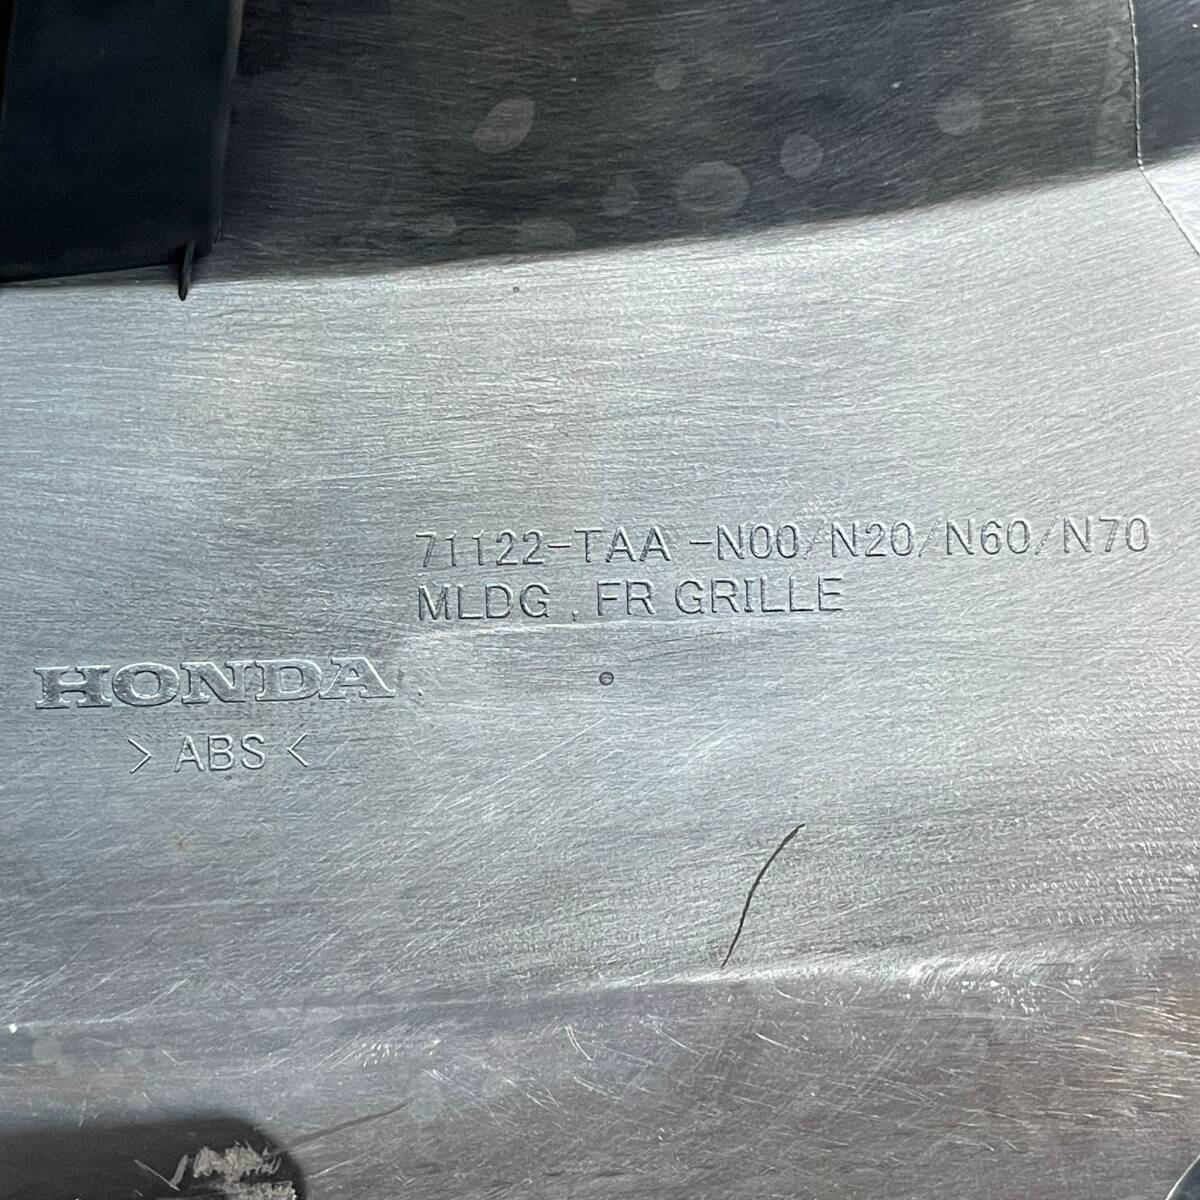 71122-TAA -N00/N20/N60/N70
MLDG , FR GRILLE
HONDA
>ABS<